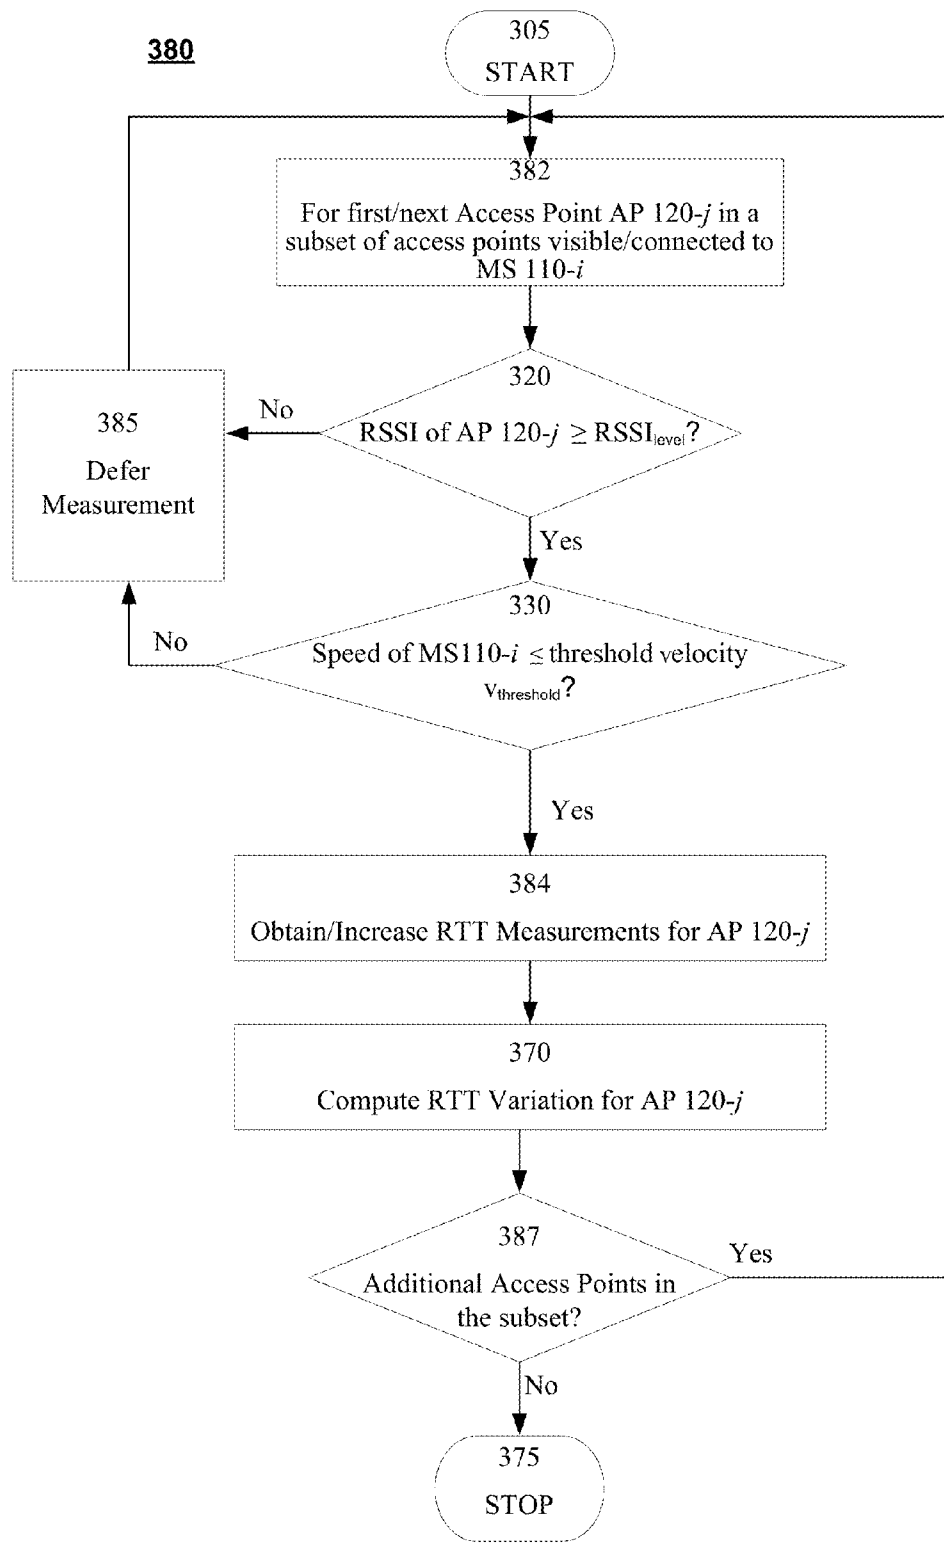 380
305
START
382
For first/next Access Point AP 120-j in a
subset of access points visible/connected to
MS 110-i
320
RSSI of AP 120-j ≥ RSSIlevel?
No
385
Defer
Measurement
Yes
330
Speed of MS110-i ≤ threshold velocity
vthreshold?
No
Yes
384
Obtain/Increase RTT Measurements for AP 120-j
370
Compute RTT Variation for AP 120-j
387
Additional Access Points in
the subset?
Yes
No
375
STOP